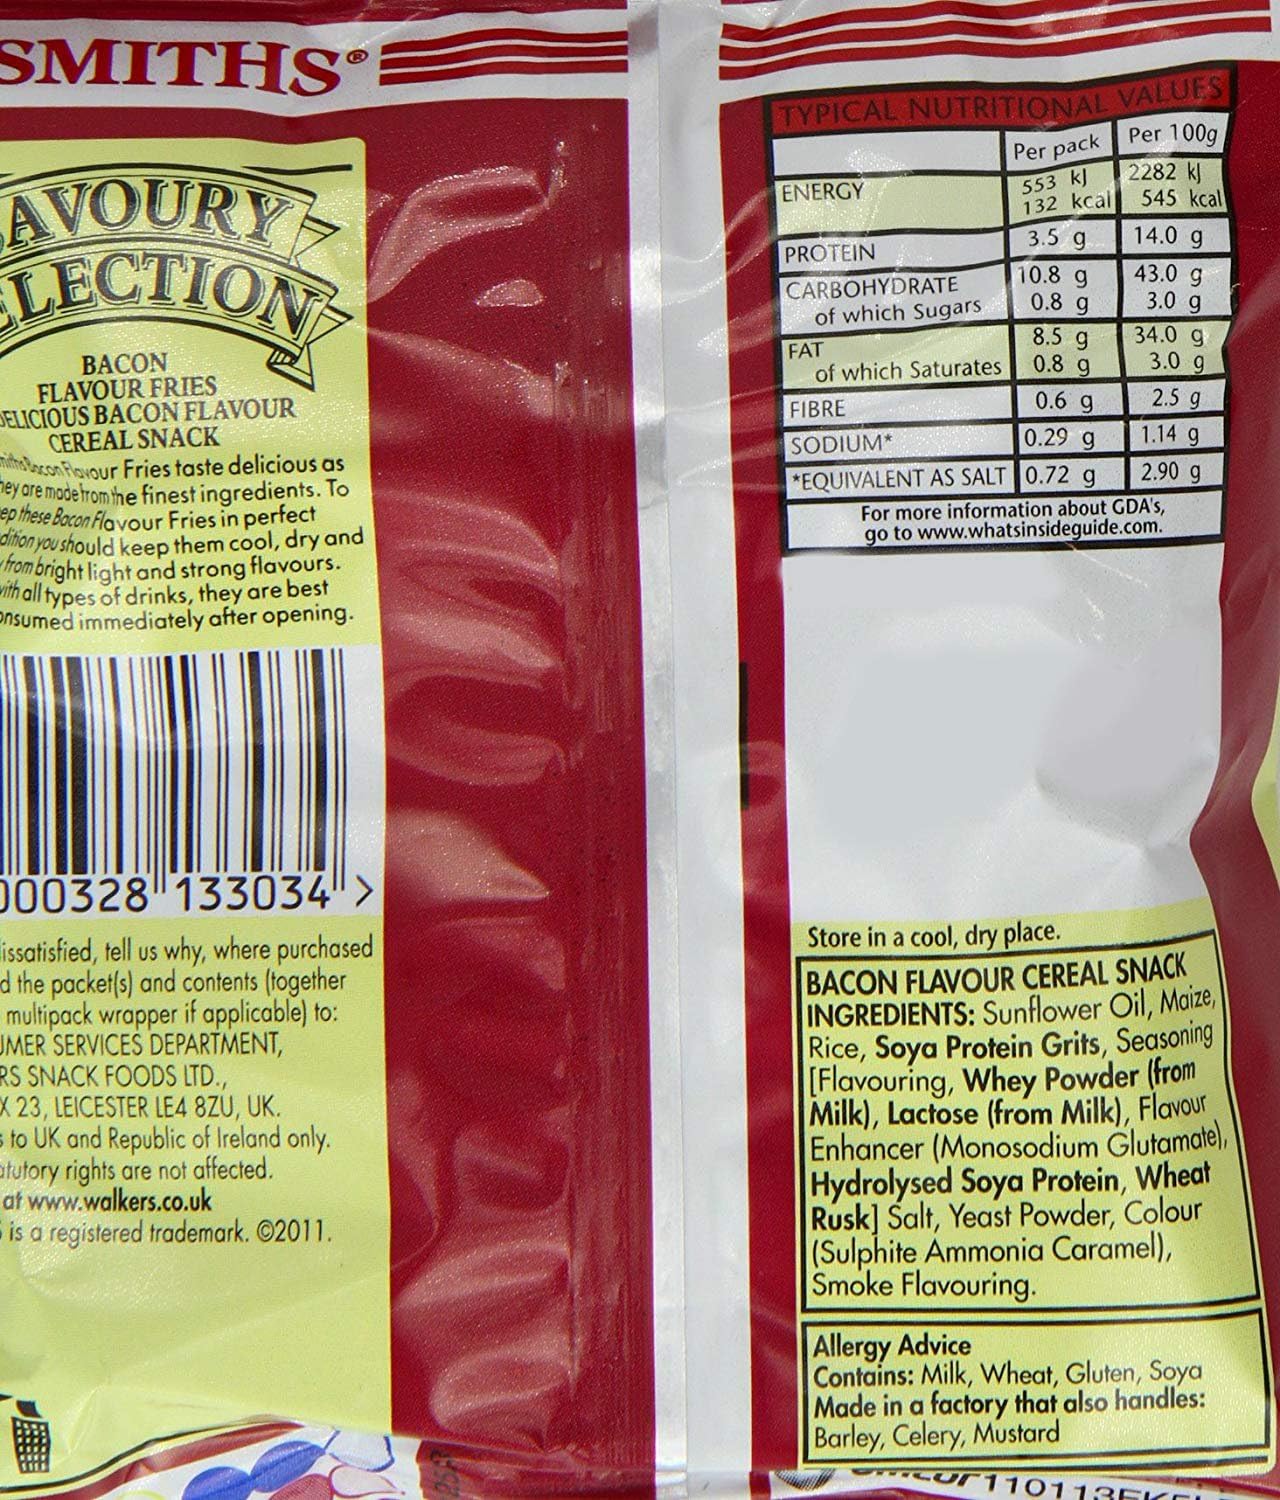 SMITHS®
AVOURY
ELECTION
BACON
FLAVOUR FRIES
DELICIOUS BACON FLAVOUR
CEREAL SNACK
Bacon Flavour Fries taste delicious as
hey are made from the finest ingredients. To
ep these Bacon Flavour Fries in perfect
dition you should keep them cool, dry and
from bright light and strong flavours.
with all types of drinks, they are best
onsumed immediately after opening.
000328 133034 >
issatisfied, tell us why, where purchased
d the packet(s) and contents (together
multipack wrapper if applicable) to:
UMER SERVICES DEPARTMENT,
RS SNACK FOODS LTD.,
X 23, LEICESTER LE4 8ZU, UK.
s to UK and Republic of Ireland only.
atutory rights are not affected.
at www.walkers.co.uk
is a registered trademark. ©2011.
TYPICAL NUTRITIONAL VALUES
Per pack Per 100g
ENERGY 553 kJ 2282 kJ
132 kcal 545 kcal
PROTEIN 3.5 g 14.0 g
CARBOHYDRATE 10.8 g 43.0 g
of which Sugars 0.8 g 3.0 g
FAT 8.5 g 34.0 g
of which Saturates 0.8 g 3.0 g
FIBRE 0.6 g 2.5 g
SODIUM* 0.29 g 1.14 g
*EQUIVALENT AS SALT 0.72 g 2.90 g
For more information about GDA's,
go to www.whatsinsideguide.com.
Store in a cool, dry place.
BACON FLAVOUR CEREAL SNACK
INGREDIENTS: Sunflower Oil, Maize,
Rice, Soya Protein Grits, Seasoning
[Flavouring, Whey Powder (from
Milk), Lactose (from Milk), Flavour
Enhancer (Monosodium Glutamate),
Hydrolysed Soya Protein, Wheat
Rusk] Salt, Yeast Powder, Colour
(Sulphite Ammonia Caramel),
Smoke Flavouring.
Allergy Advice
Contains: Milk, Wheat, Gluten, Soya
Made in a factory that also handles:
Barley, Celery, Mustard